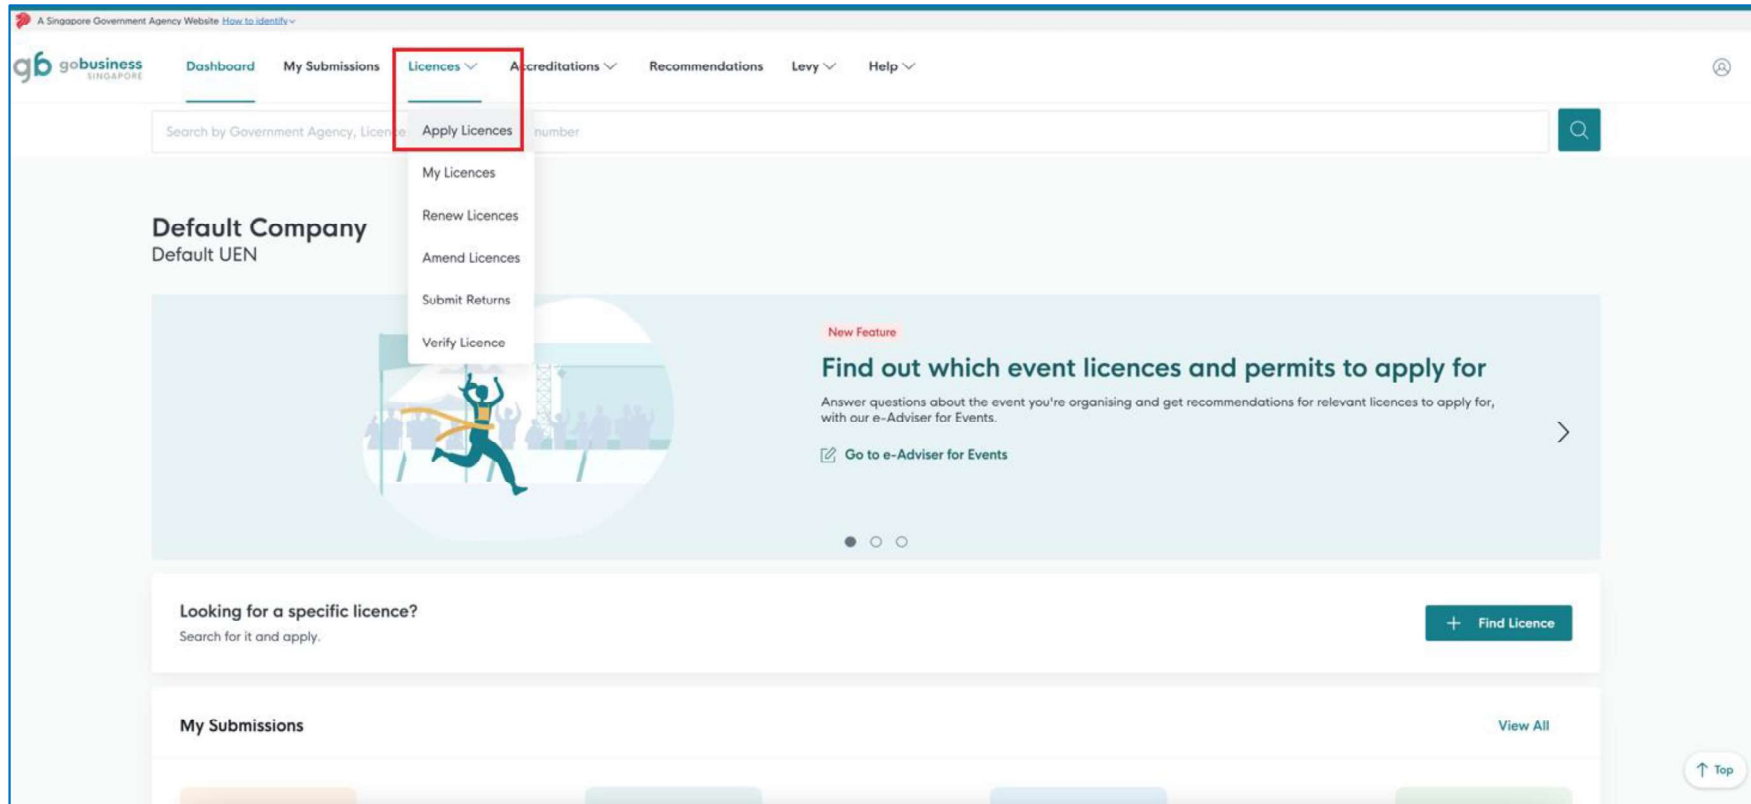 A Singapore Government Agency Website How to identify
gobusiness
SINGAPORE
Dashboard My Submissions Licences Accreditations Recommendations Levy Help
Search by Government Agency, Licence number
Apply Licences
My Licences
Renew Licences
Amend Licences
Submit Returns
Verify Licence
Default Company
Default UEN
New Feature
Find out which event licences and permits to apply for
Answer questions about the event you're organising and get recommendations for relevant licences to apply for,
with our e-Adviser for Events.
Go to e-Adviser for Events
Looking for a specific licence?
Search for it and apply.
+ Find Licence
My Submissions
View All
↑ Top